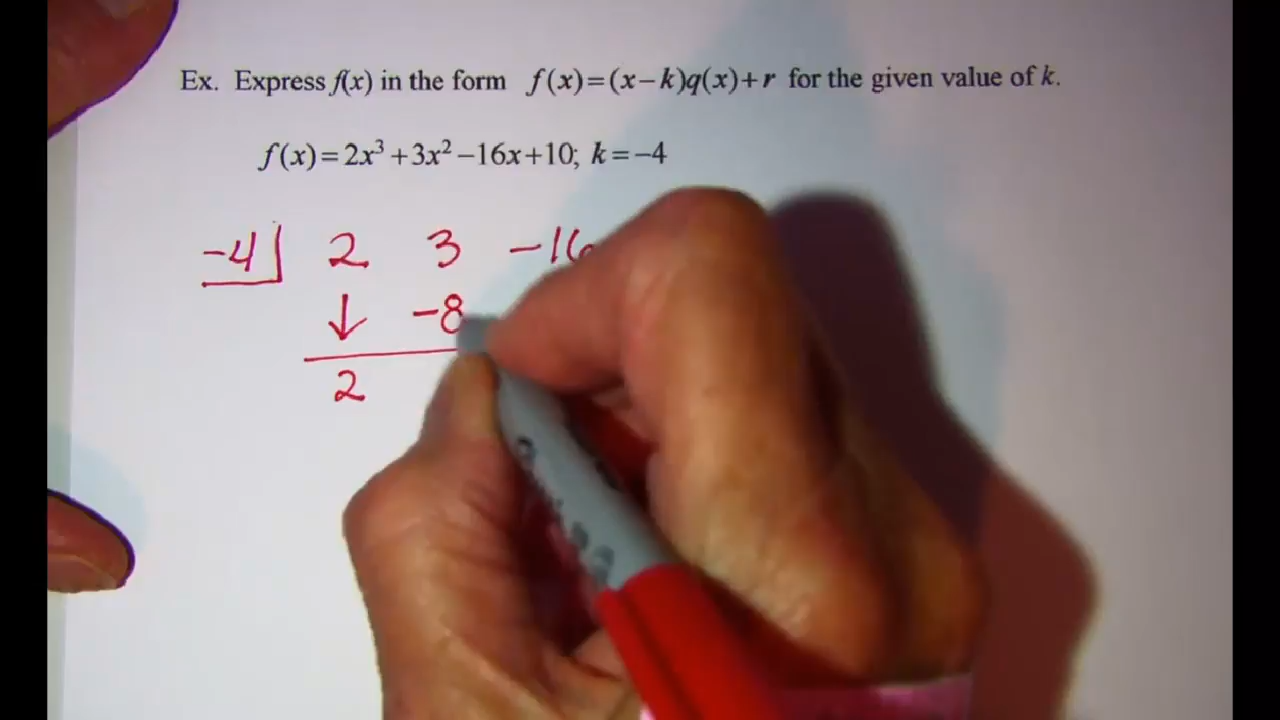 Ex. Express f(x) in the form f(x)=(x−k)q(x)+r for the given value of k.
f(x)=2x³+3x²−16x+10; k=−4
-4 2 3 -16
↓ -8
2